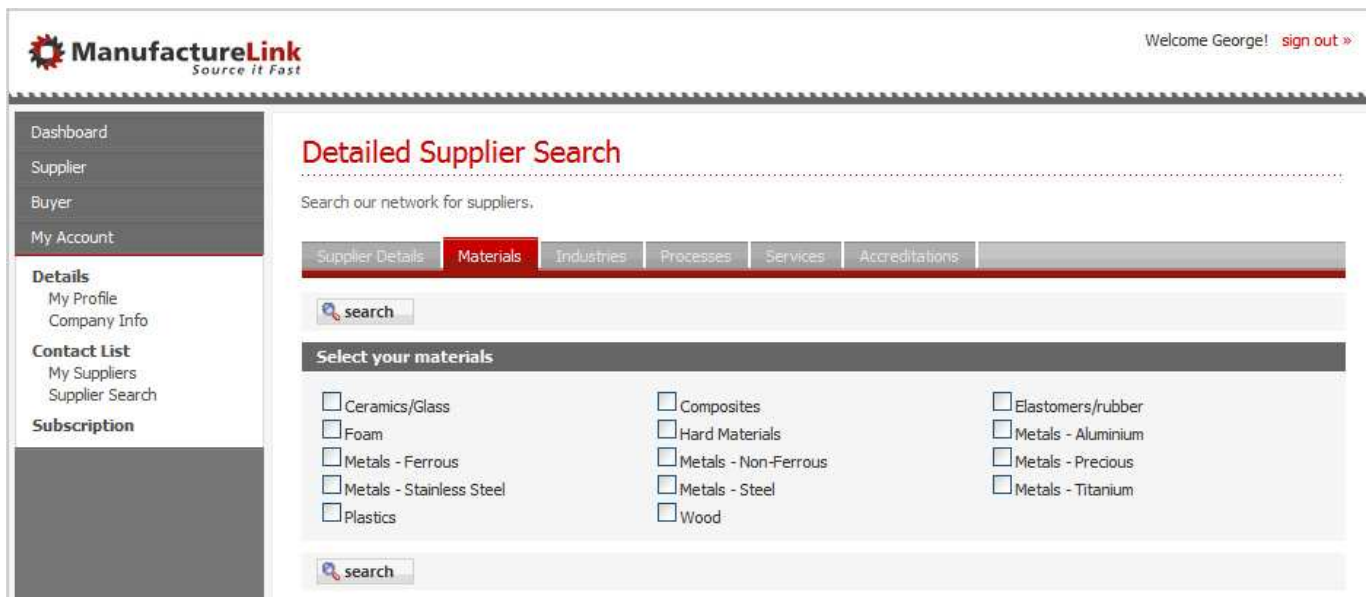 ManufactureLink
Source it Fast
Welcome George! sign out »
Dashboard
Supplier
Buyer
My Account
Details
My Profile
Company Info
Contact List
My Suppliers
Supplier Search
Subscription
Detailed Supplier Search
Search our network for suppliers.
Supplier Details Materials Industries Processes Services Accreditations
search
Select your materials
Ceramics/Glass Composites Elastomers/rubber
Foam Hard Materials Metals - Aluminium
Metals - Ferrous Metals - Non-Ferrous Metals - Precious
Metals - Stainless Steel Metals - Steel Metals - Titanium
Plastics Wood
search